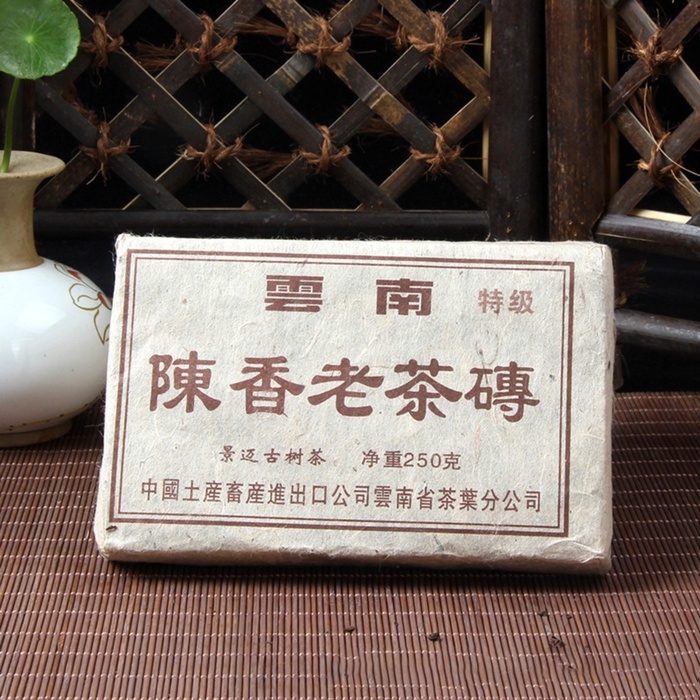 雲南 特级
陳香老茶磚
景迈古树茶 净重250克
中國土産畜産進出口公司雲南省茶葉分公司